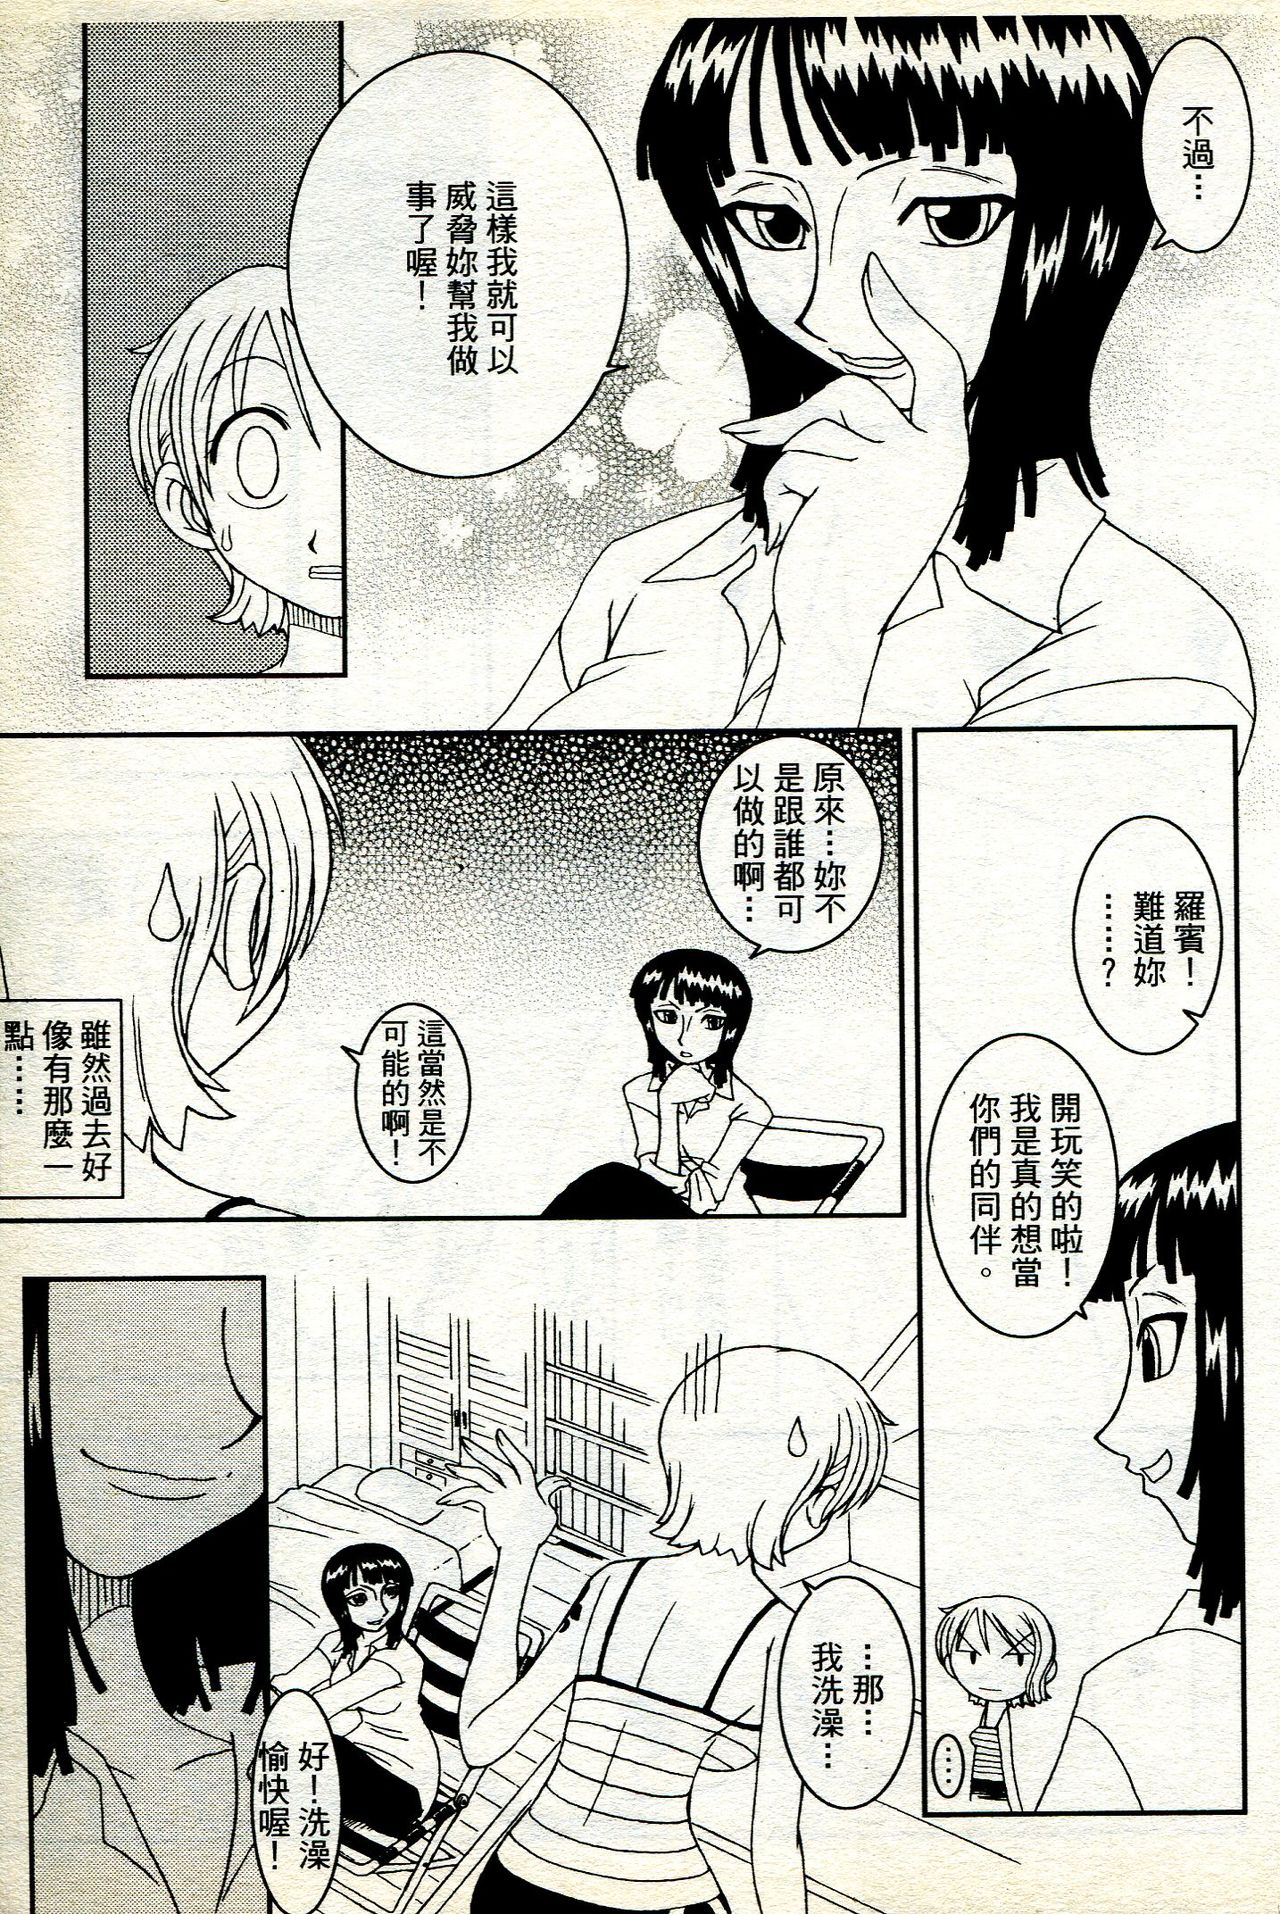 不過…
這樣我就可以
威脅妳幫我做
事了喔！
羅賓！
難道妳
……？
開玩笑的啦！
我是真的想當
你們的同伴。
…
原來…妳不
是跟誰都可
以做的啊…
這當然是不
可能的啊！
雖然過去好
像有那麼一
點……
…那…
我洗澡…
好！洗澡
愉快喔！